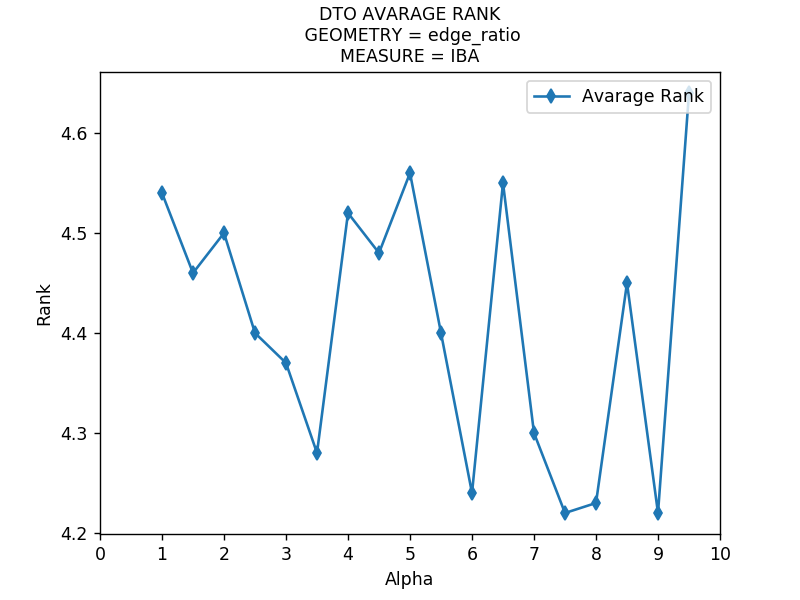 DTO AVARAGE RANK
GEOMETRY = edge_ratio
MEASURE = IBA
Avarage Rank
4.6
4.5
4.4
4.3
4.2
Rank
0 1 2 3 4 5 6 7 8 9 10
Alpha